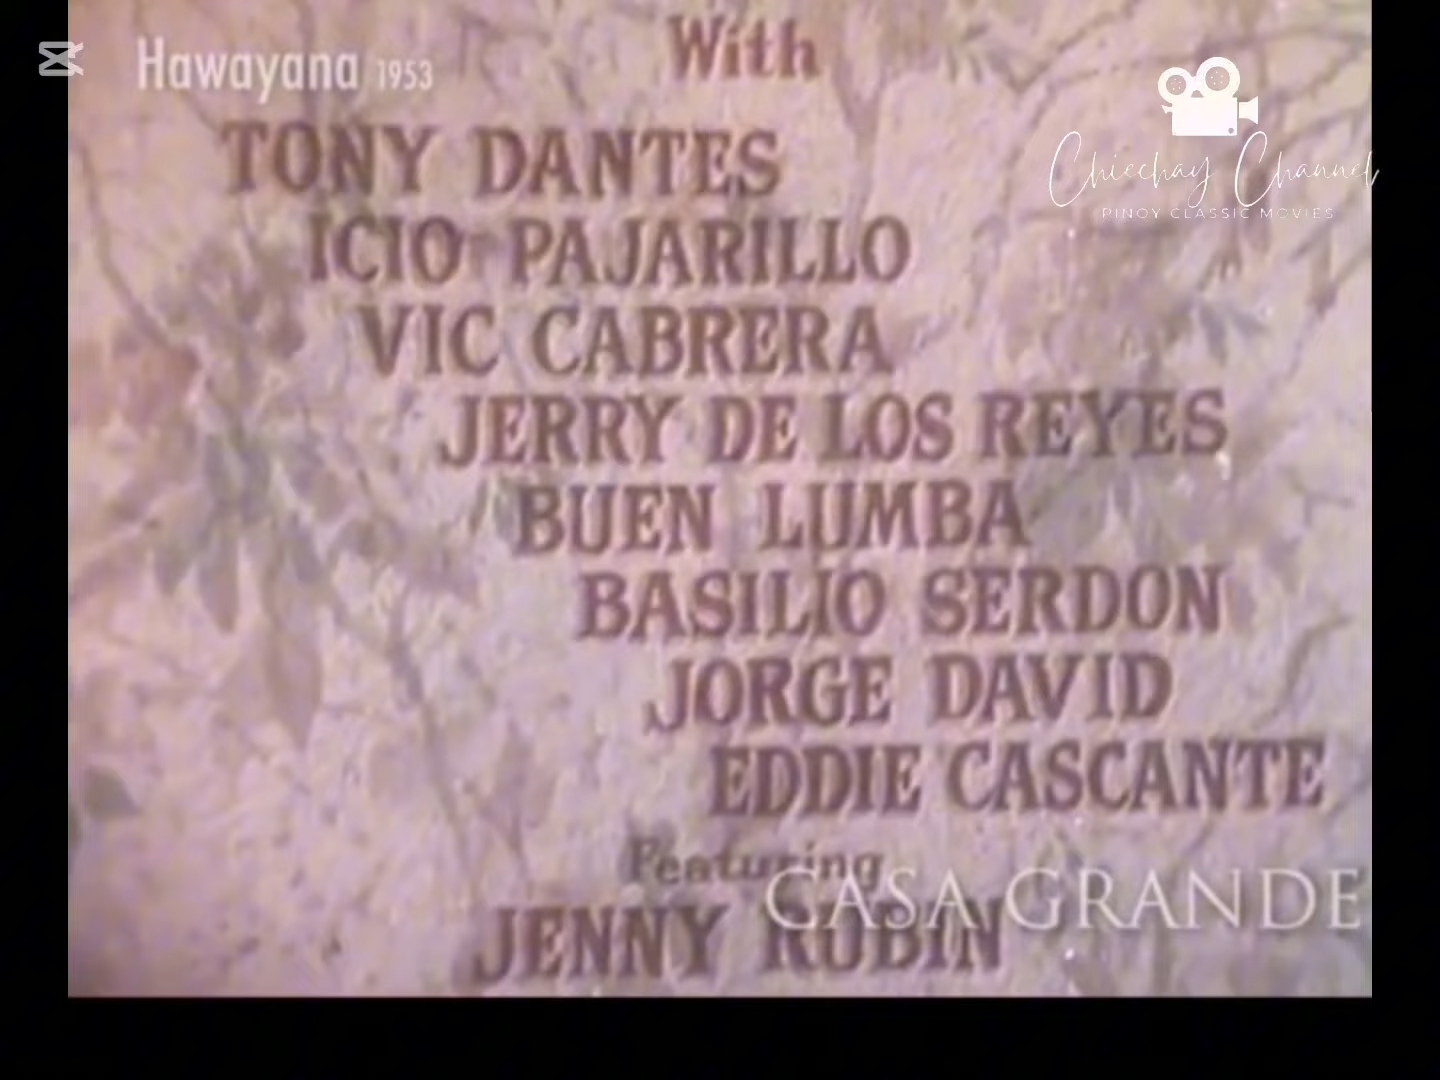 With
Hawayana 1953
TONY DANTES
ICIO PAJARILLO
VIC CABRERA
JERRY DE LOS REYES
BUEN LUMBA
BASILIO SERDON
JORGE DAVID
EDDIE CASCANTE
Featuring
JENNY RUBIN
CASA GRANDE
Chiechay Channel
PINOY CLASSIC MOVIES